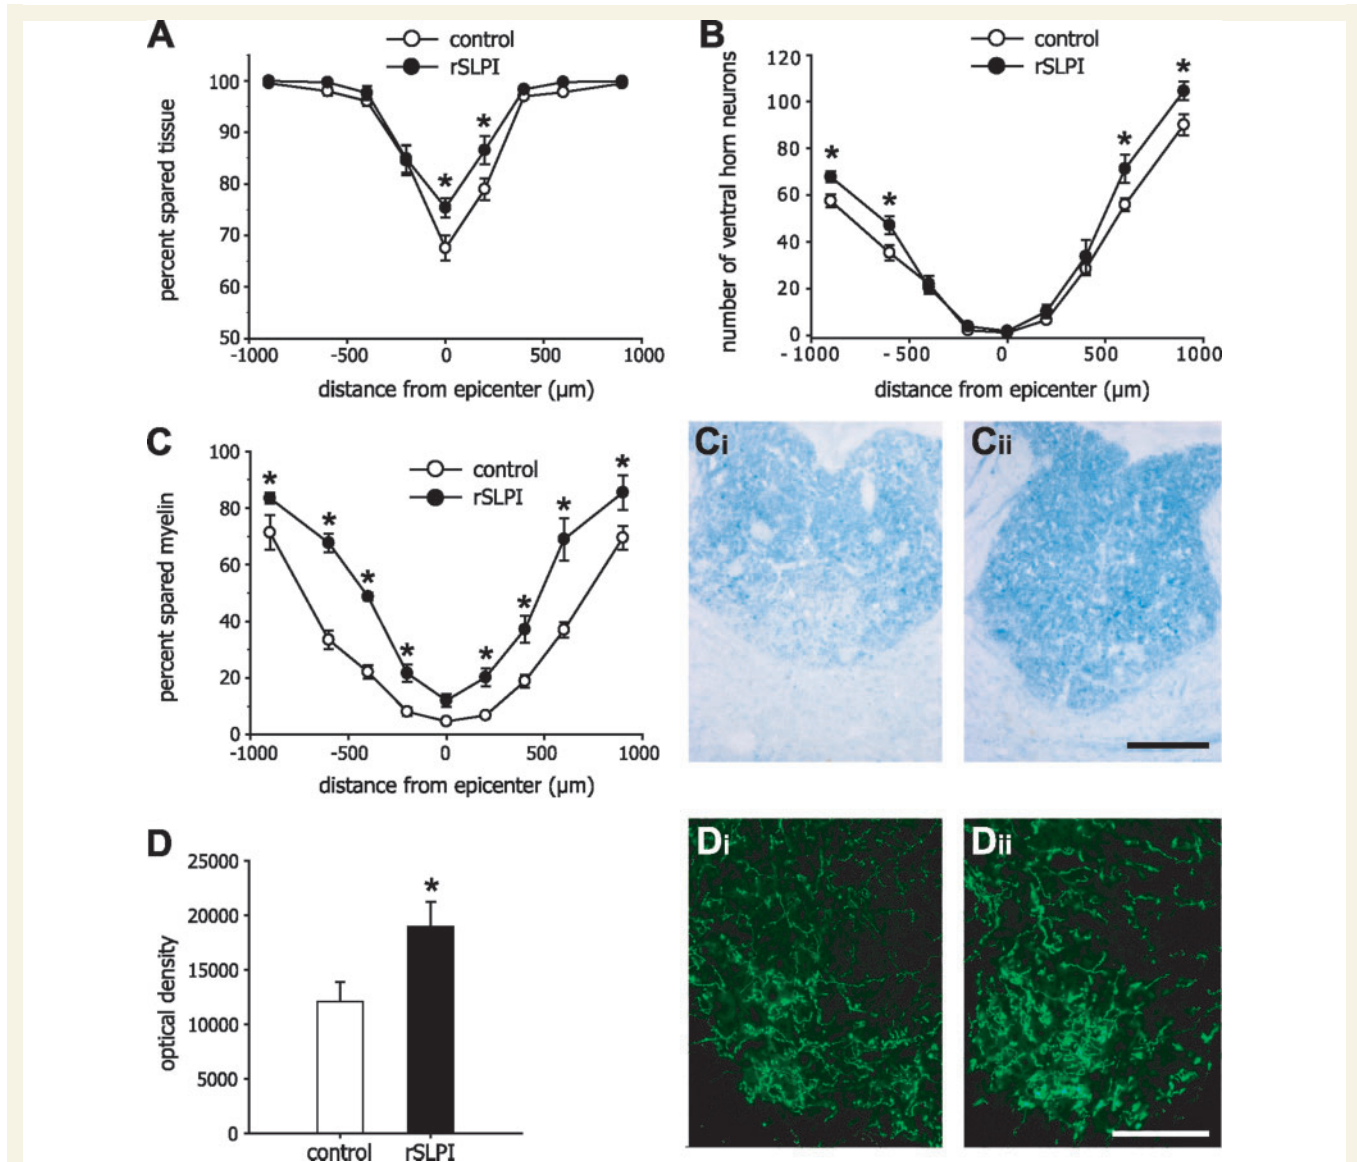 A
control
rSLPI
percent spared tissue
100
90
80
70
60
50
* *
-1000 -500 0 500 1000
distance from epicenter (µm)
B
control
rSLPI
number of ventral horn neurons
120
100
80
60
40
20
0
* * * *
- 1000 - 500 0 500 1000
distance from epicenter (µm)
C
control
rSLPI
percent spared myelin
100
80
60
40
20
0
* * * * * * * *
-1000 -500 0 500 1000
distance from epicenter (µm)
Ci
Cii
D
optical density
25000
20000
15000
10000
5000
0
*
control rSLPI
Di
Dii